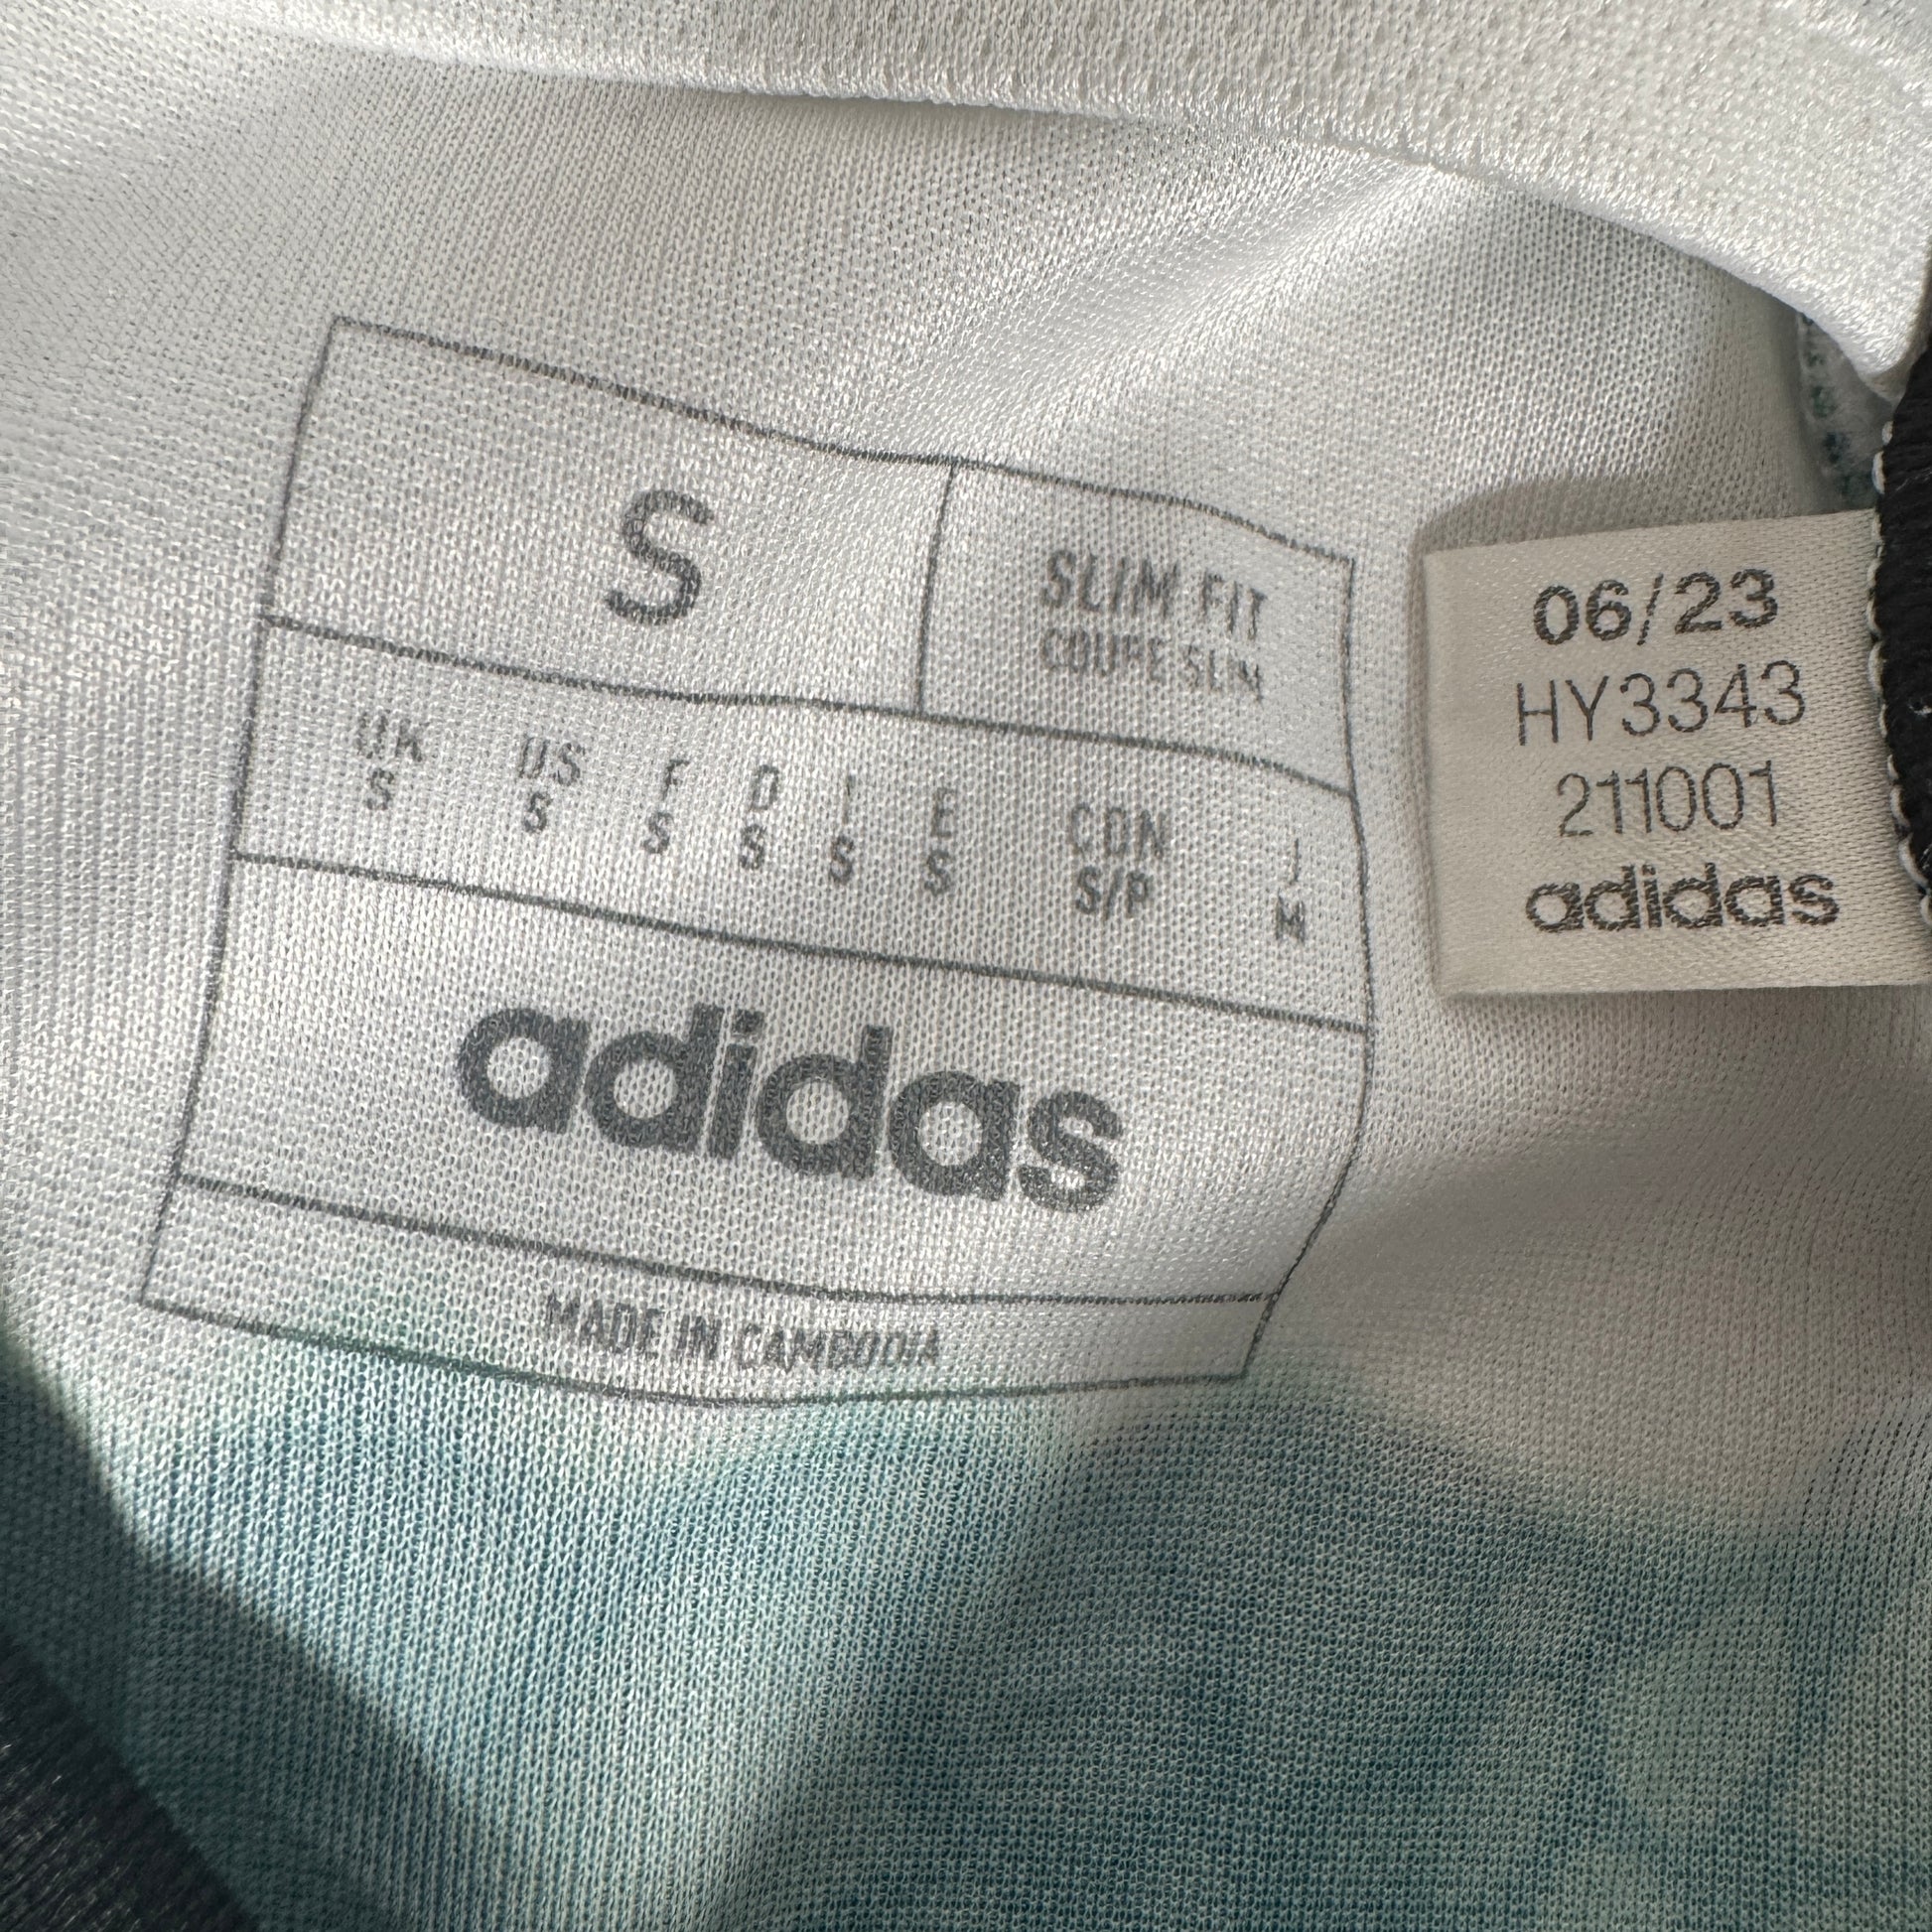 S
SLIM FIT
COUPE SLIM
UK US F D I E CDN J
S S S S S S S/P M
adidas
MADE IN CAMBODIA
06/23
HY3343
211001
adidas